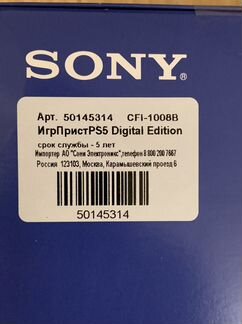 SONY®
Арт. 50145314 CFi-1008B
ИгрПристPS5 Digital Edition
срок службы - 5 лет
Импортер АО "Сони Электроникс",телефон 8 800 200 7667
Россия 123103, Москва, Карамышевский проезд 6
50145314